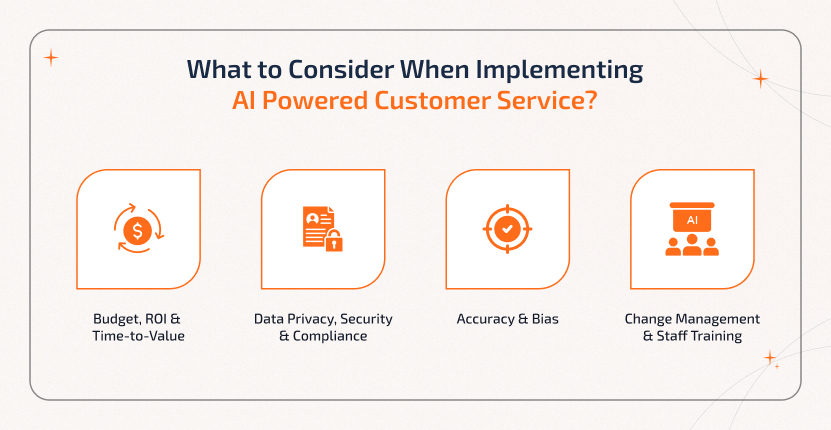 What to Consider When Implementing
AI Powered Customer Service?
$
AI
Budget, ROI &
Time-to-Value
Data Privacy, Security
& Compliance
Accuracy & Bias
Change Management
& Staff Training